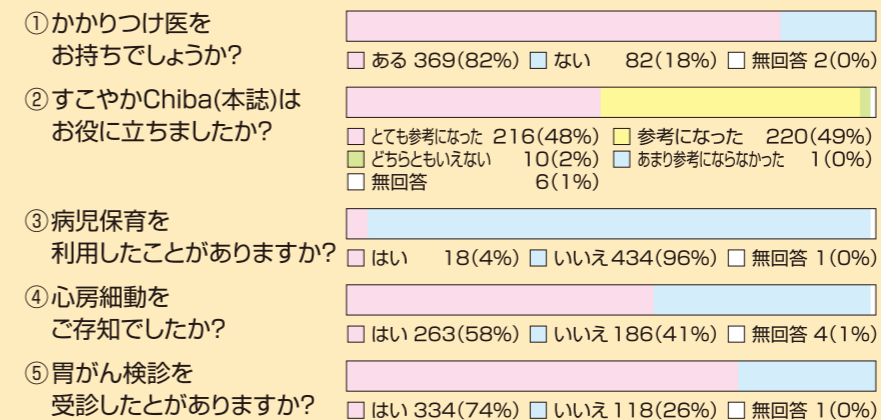 ①かかりつけ医を
お持ちでしょうか?
ある 369(82%) ない 82(18%) 無回答 2(0%)
②すこやかChiba(本誌)は
お役に立ちましたか?
とても参考になった 216(48%) 参考になった 220(49%)
どちらともいえない 10(2%) あまり参考にならなかった 1(0%)
無回答 6(1%)
③病児保育を
利用したことがありますか?
はい 18(4%) いいえ 434(96%) 無回答 1(0%)
④心房細動を
ご存知でしたか?
はい 263(58%) いいえ 186(41%) 無回答 4(1%)
⑤胃がん検診を
受診したとがありますか?
はい 334(74%) いいえ 118(26%) 無回答 1(0%)